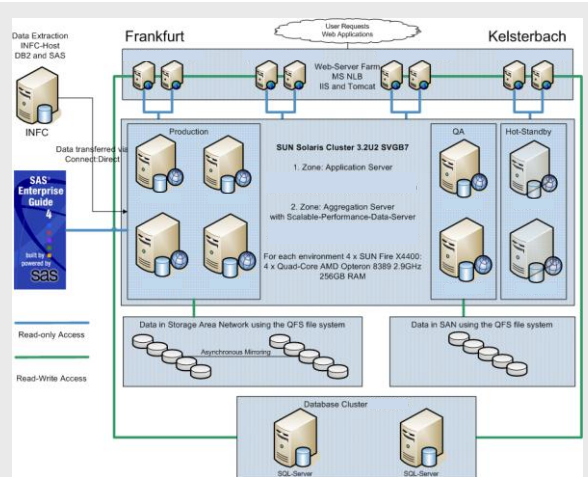 Frankfurt
User Requests
Web Applications
Kelsterbach
Data Extraction
INFC-Host
DB2 and SAS
INFC
Web-Server Farm
MS NLB
IIS and Tomcat
Data transferred via
Connect:Direct
Production
SUN Solaris Cluster 3.2U2 SVGB7
1. Zone: Application Server
2. Zone: Aggregation Server
with Scalable-Performance-Data-Server
For each environment 4 x SUN Fire X4400:
4 x Quad-Core AMD Opteron 8389 2.9GHz
256GB RAM
QA
Hot-Standby
SAS
Enterprise
Guide
4
built by
powered by
sas
Read-only Access
Read-Write Access
Data in Storage Area Network using the QFS file system
Asynchronous Mirroring
Data in SAN using the QFS file system
Database Cluster
SQL-Server
SQL-Server